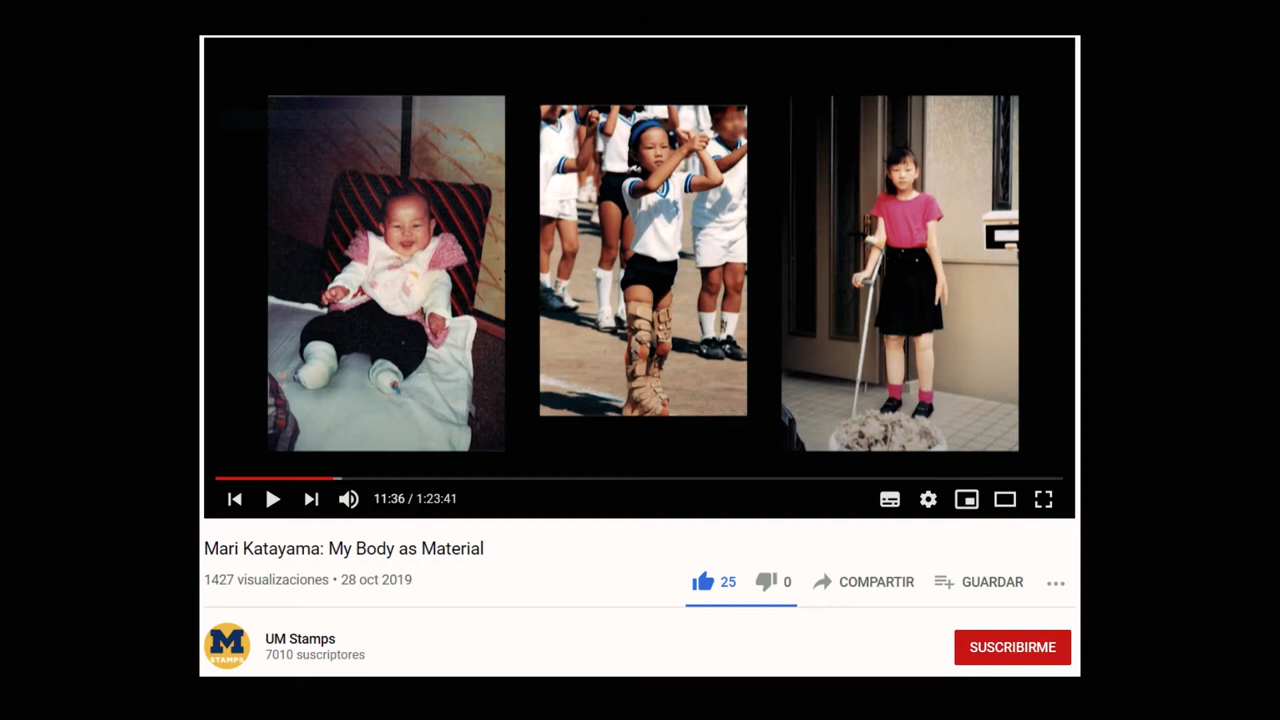 11:36 / 1:23:41
Mari Katayama: My Body as Material
1427 visualizaciones • 28 oct 2019
25 0 COMPARTIR GUARDAR
M
STAMPS
UM Stamps
7010 suscriptores
SUSCRIBIRME